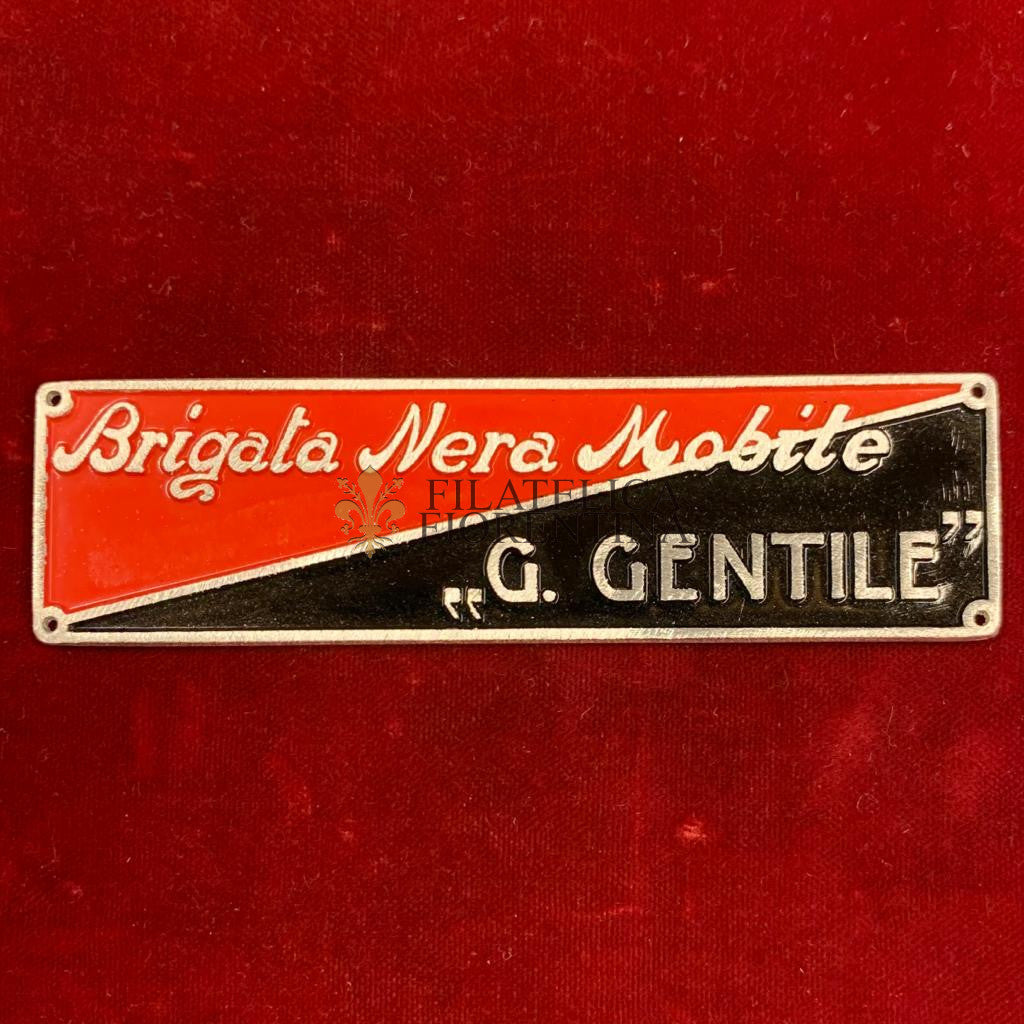 Brigata Nera Mobile
„G. GENTILE”
FILATELICA
FIORENTINA